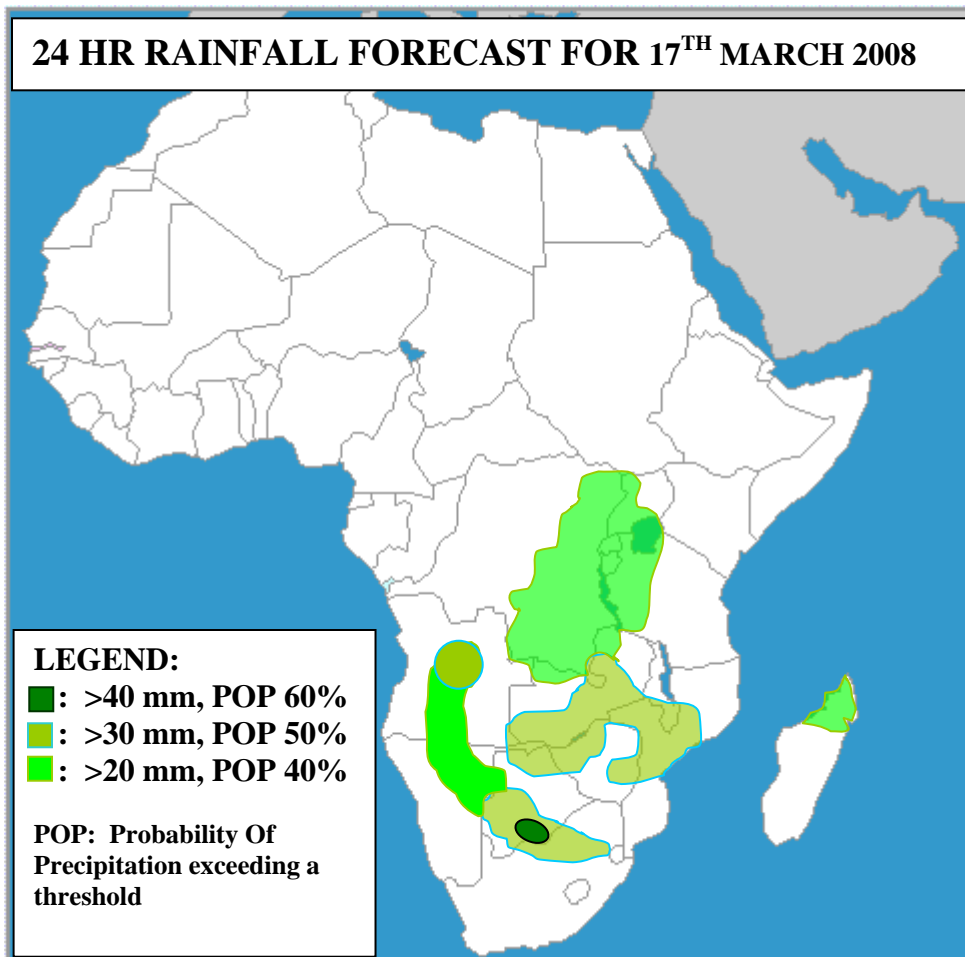 24 HR RAINFALL FORECAST FOR 17TH MARCH 2008
LEGEND:
: >40 mm, POP 60%
: >30 mm, POP 50%
: >20 mm, POP 40%
POP: Probability Of
Precipitation exceeding a
threshold